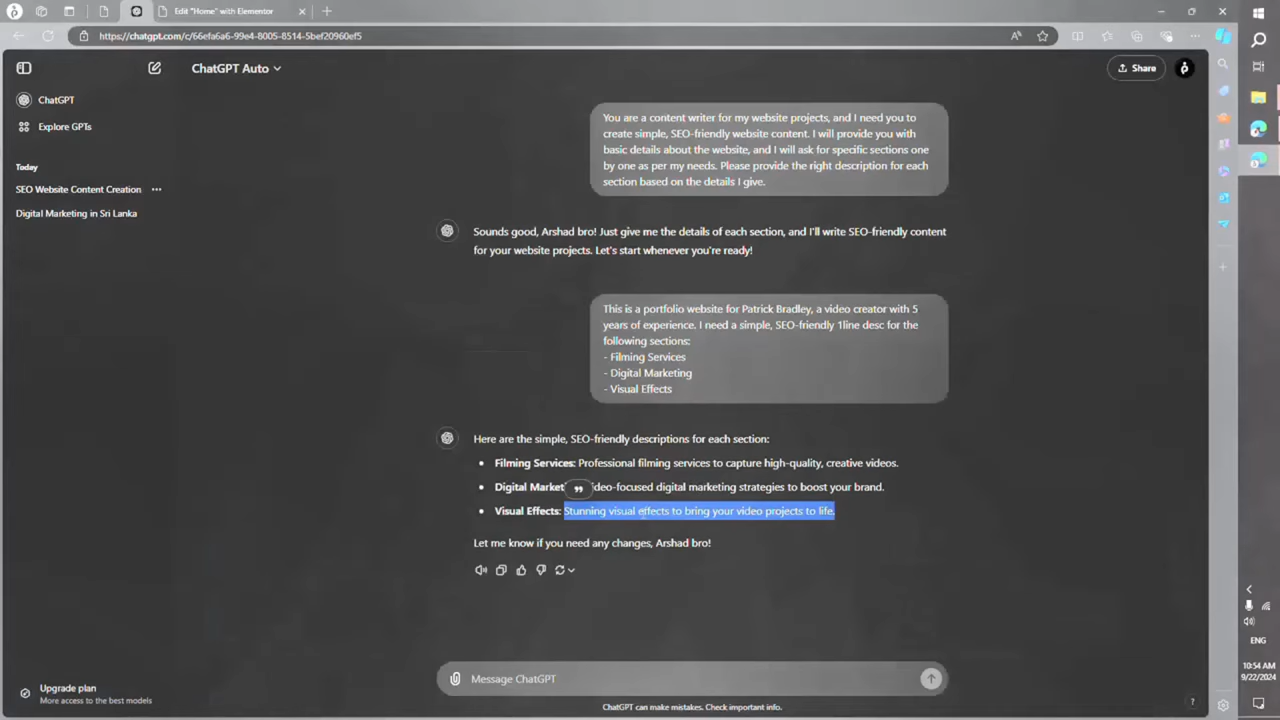 Edit "Home" with Elementor
https://chatgpt.com/c/66efa6a6-99e4-8005-8514-5bef20960ef5
ChatGPT Auto
Share
ChatGPT
Explore GPTs
Today
SEO Website Content Creation
Digital Marketing in Sri Lanka
You are a content writer for my website projects, and I need you to
create simple, SEO-friendly website content. I will provide you with
basic details about the website, and I will ask for specific sections one
by one as per my needs. Please provide the right description for each
section based on the details I give.
Sounds good, Arshad bro! Just give me the details of each section, and I'll write SEO-friendly content
for your website projects. Let's start whenever you're ready!
This is a portfolio website for Patrick Bradley, a video creator with 5
years of experience. I need a simple, SEO-friendly 1line desc for the
following sections:
- Filming Services
- Digital Marketing
- Visual Effects
Here are the simple, SEO-friendly descriptions for each section:
• Filming Services: Professional filming services to capture high-quality, creative videos.
• Digital Market ideo-focused digital marketing strategies to boost your brand.
• Visual Effects: Stunning visual effects to bring your video projects to life.
Let me know if you need any changes, Arshad bro!
Upgrade plan
More access to the best models
Message ChatGPT
ChatGPT can make mistakes. Check important info.
?
ENG
10:54 AM
9/22/2024